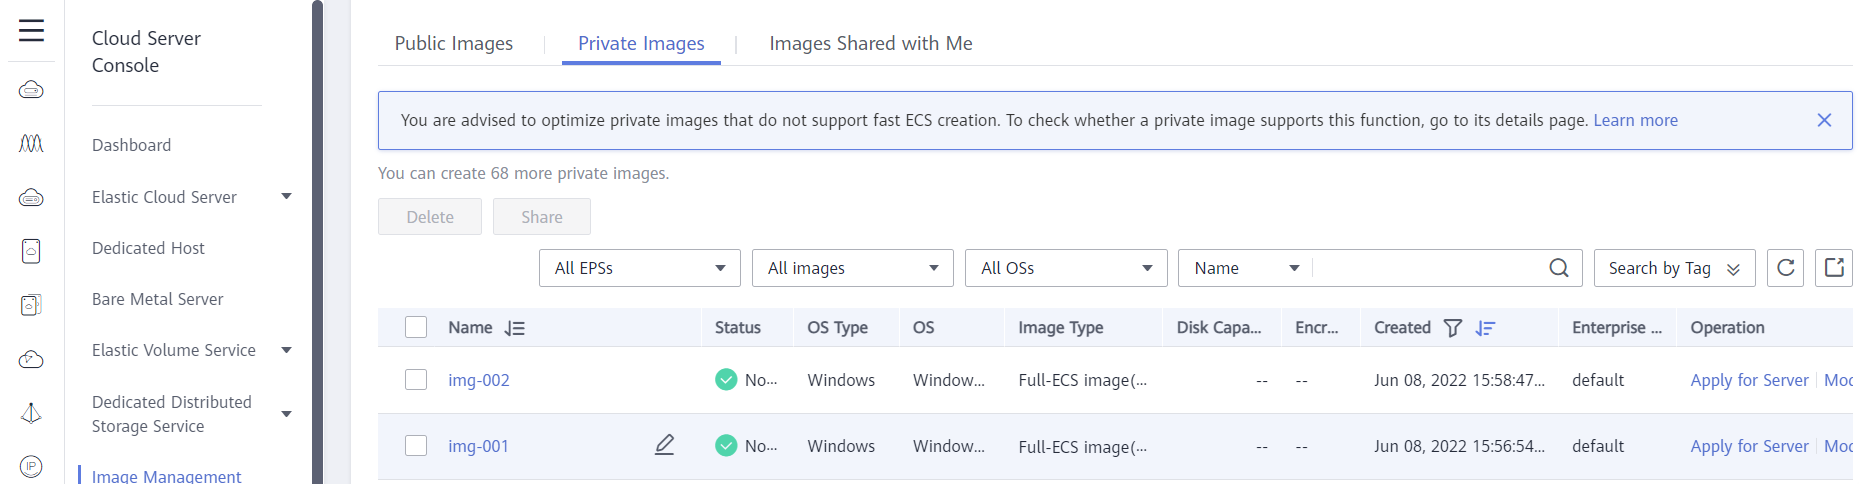 Cloud Server
Console
Dashboard
Elastic Cloud Server
Dedicated Host
Bare Metal Server
Elastic Volume Service
Dedicated Distributed
Storage Service
Image Management
IP
Public Images
Private Images
Images Shared with Me
You are advised to optimize private images that do not support fast ECS creation. To check whether a private image supports this function, go to its details page. Learn more
You can create 68 more private images.
Delete
Share
All EPSs
All images
All OSs
Name
Search by Tag
Name Status OS Type OS Image Type Disk Capa... Encr... Created Enterprise ... Operation
img-002 No... Windows Window... Full-ECS image(... -- -- Jun 08, 2022 15:58:47... default Apply for Server Mod
img-001 No... Windows Window... Full-ECS image(... -- -- Jun 08, 2022 15:56:54... default Apply for Server Mod